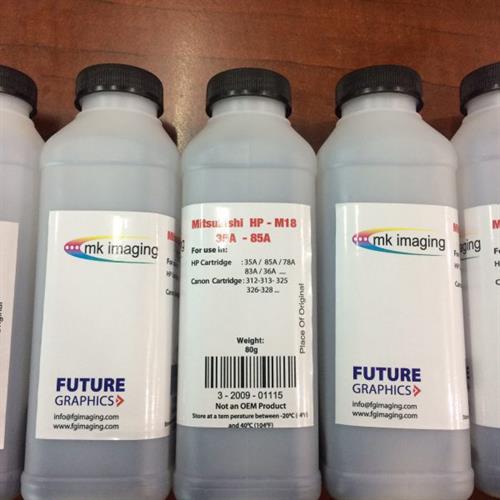 mk imaging
FUTURE
GRAPHICS
info@fgimaging.com
www.fgimaging.com
Mitsubishi HP - M18
35A - 85A
For use in:
HP Cartridge : 35A / 85A / 78A
83A / 36A ....
Canon Cartridge : 312-313- 325
326-328 ...
Place Of Original
Weight:
80g
3 - 2009 - 01115
Not an OEM Product
Store at a tem perature between -20°C ( -4°F)
and 40°C (104°F)
mk imaging
FUTURE
GRAPHICS
info@fgimaging.com
www.fgimaging.com